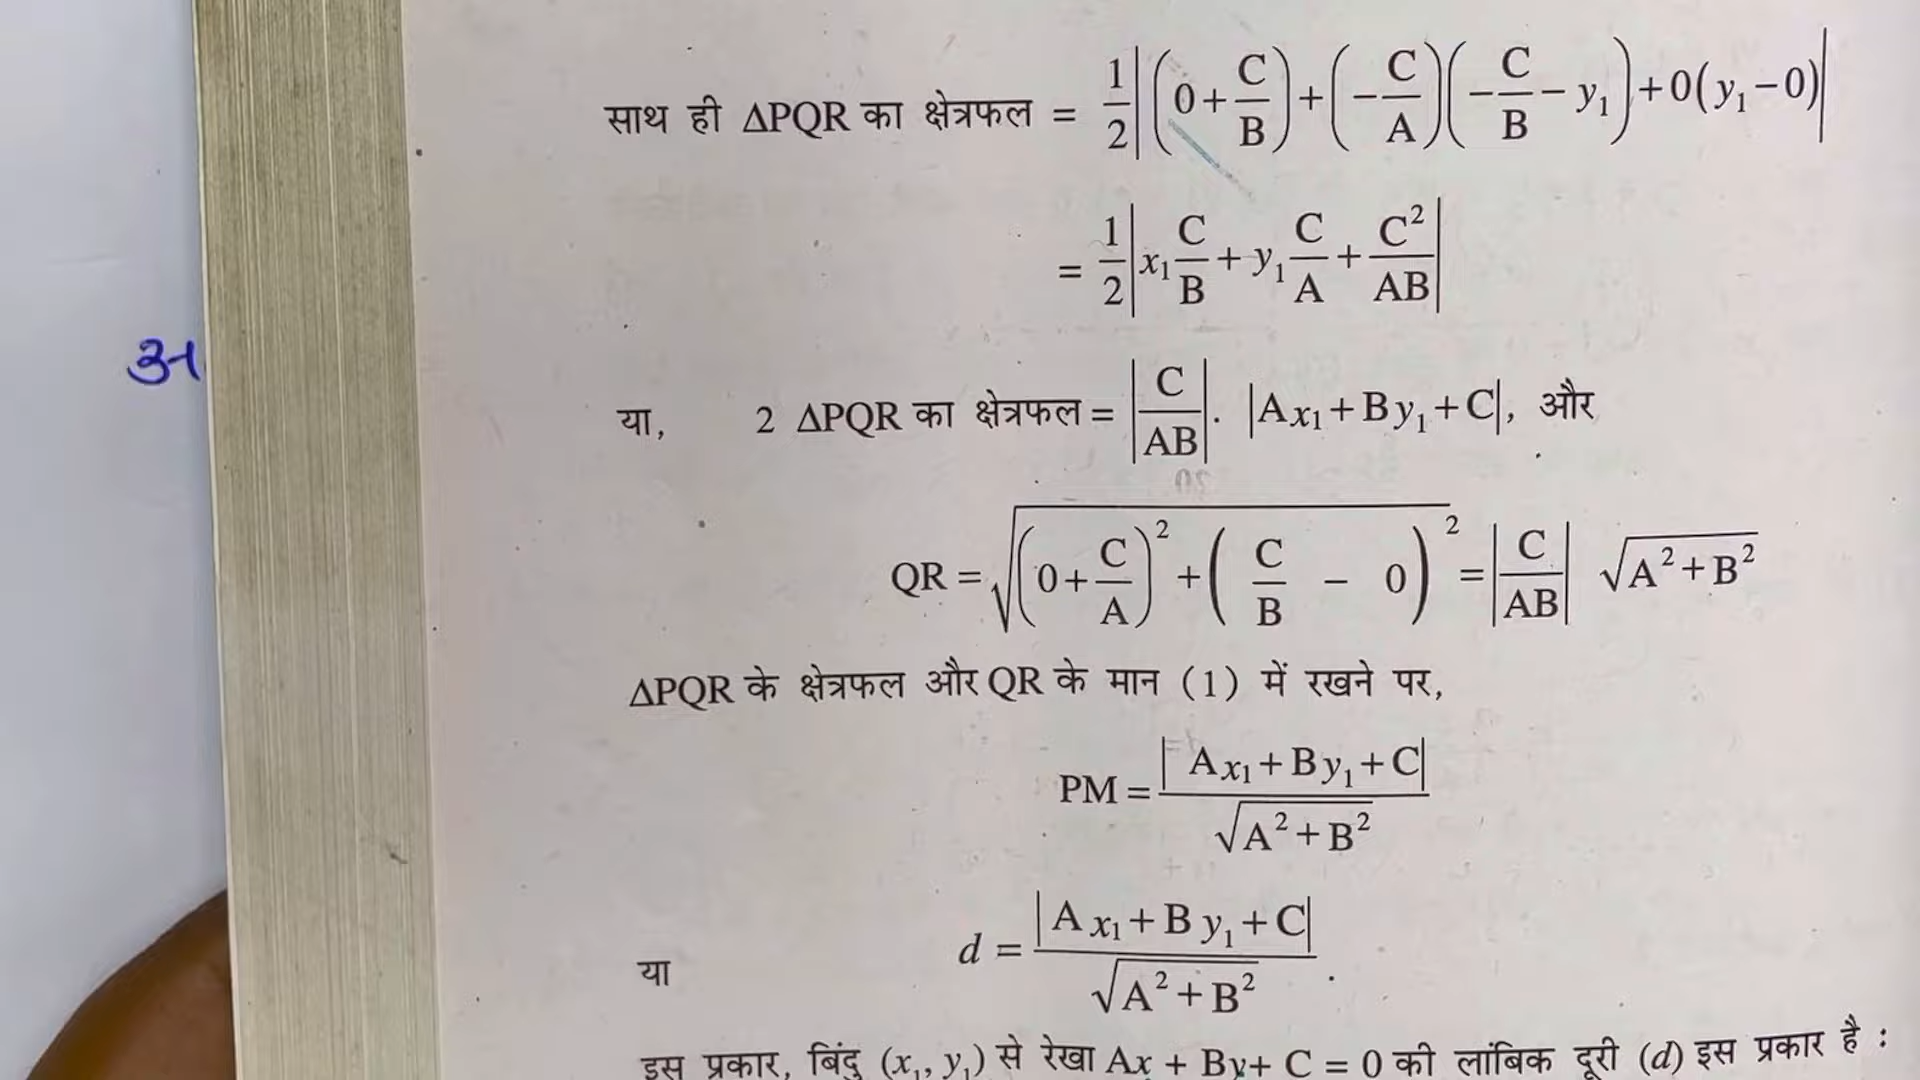 साथ ही ΔPQR का क्षेत्रफल = 1/2 |(0+C/B)+(−C/A)(−C/B−y₁)+0(y₁−0)|
= 1/2 |x₁ C/B + y₁ C/A + C²/AB|
अ
या, 2 ΔPQR का क्षेत्रफल = |C/AB| . |Ax₁+By₁+C|, और
QR = √((0+C/A)²+(C/B − 0)²) = |C/AB| √(A²+B²)
ΔPQR के क्षेत्रफल और QR के मान (1) में रखने पर,
PM = |Ax₁+By₁+C| / √(A²+B²)
या d = |Ax₁+By₁+C| / √(A²+B²) .
इस प्रकार, बिंदु (x₁, y₁) से रेखा Ax + By+ C = 0 की लांबिक दूरी (d) इस प्रकार है :